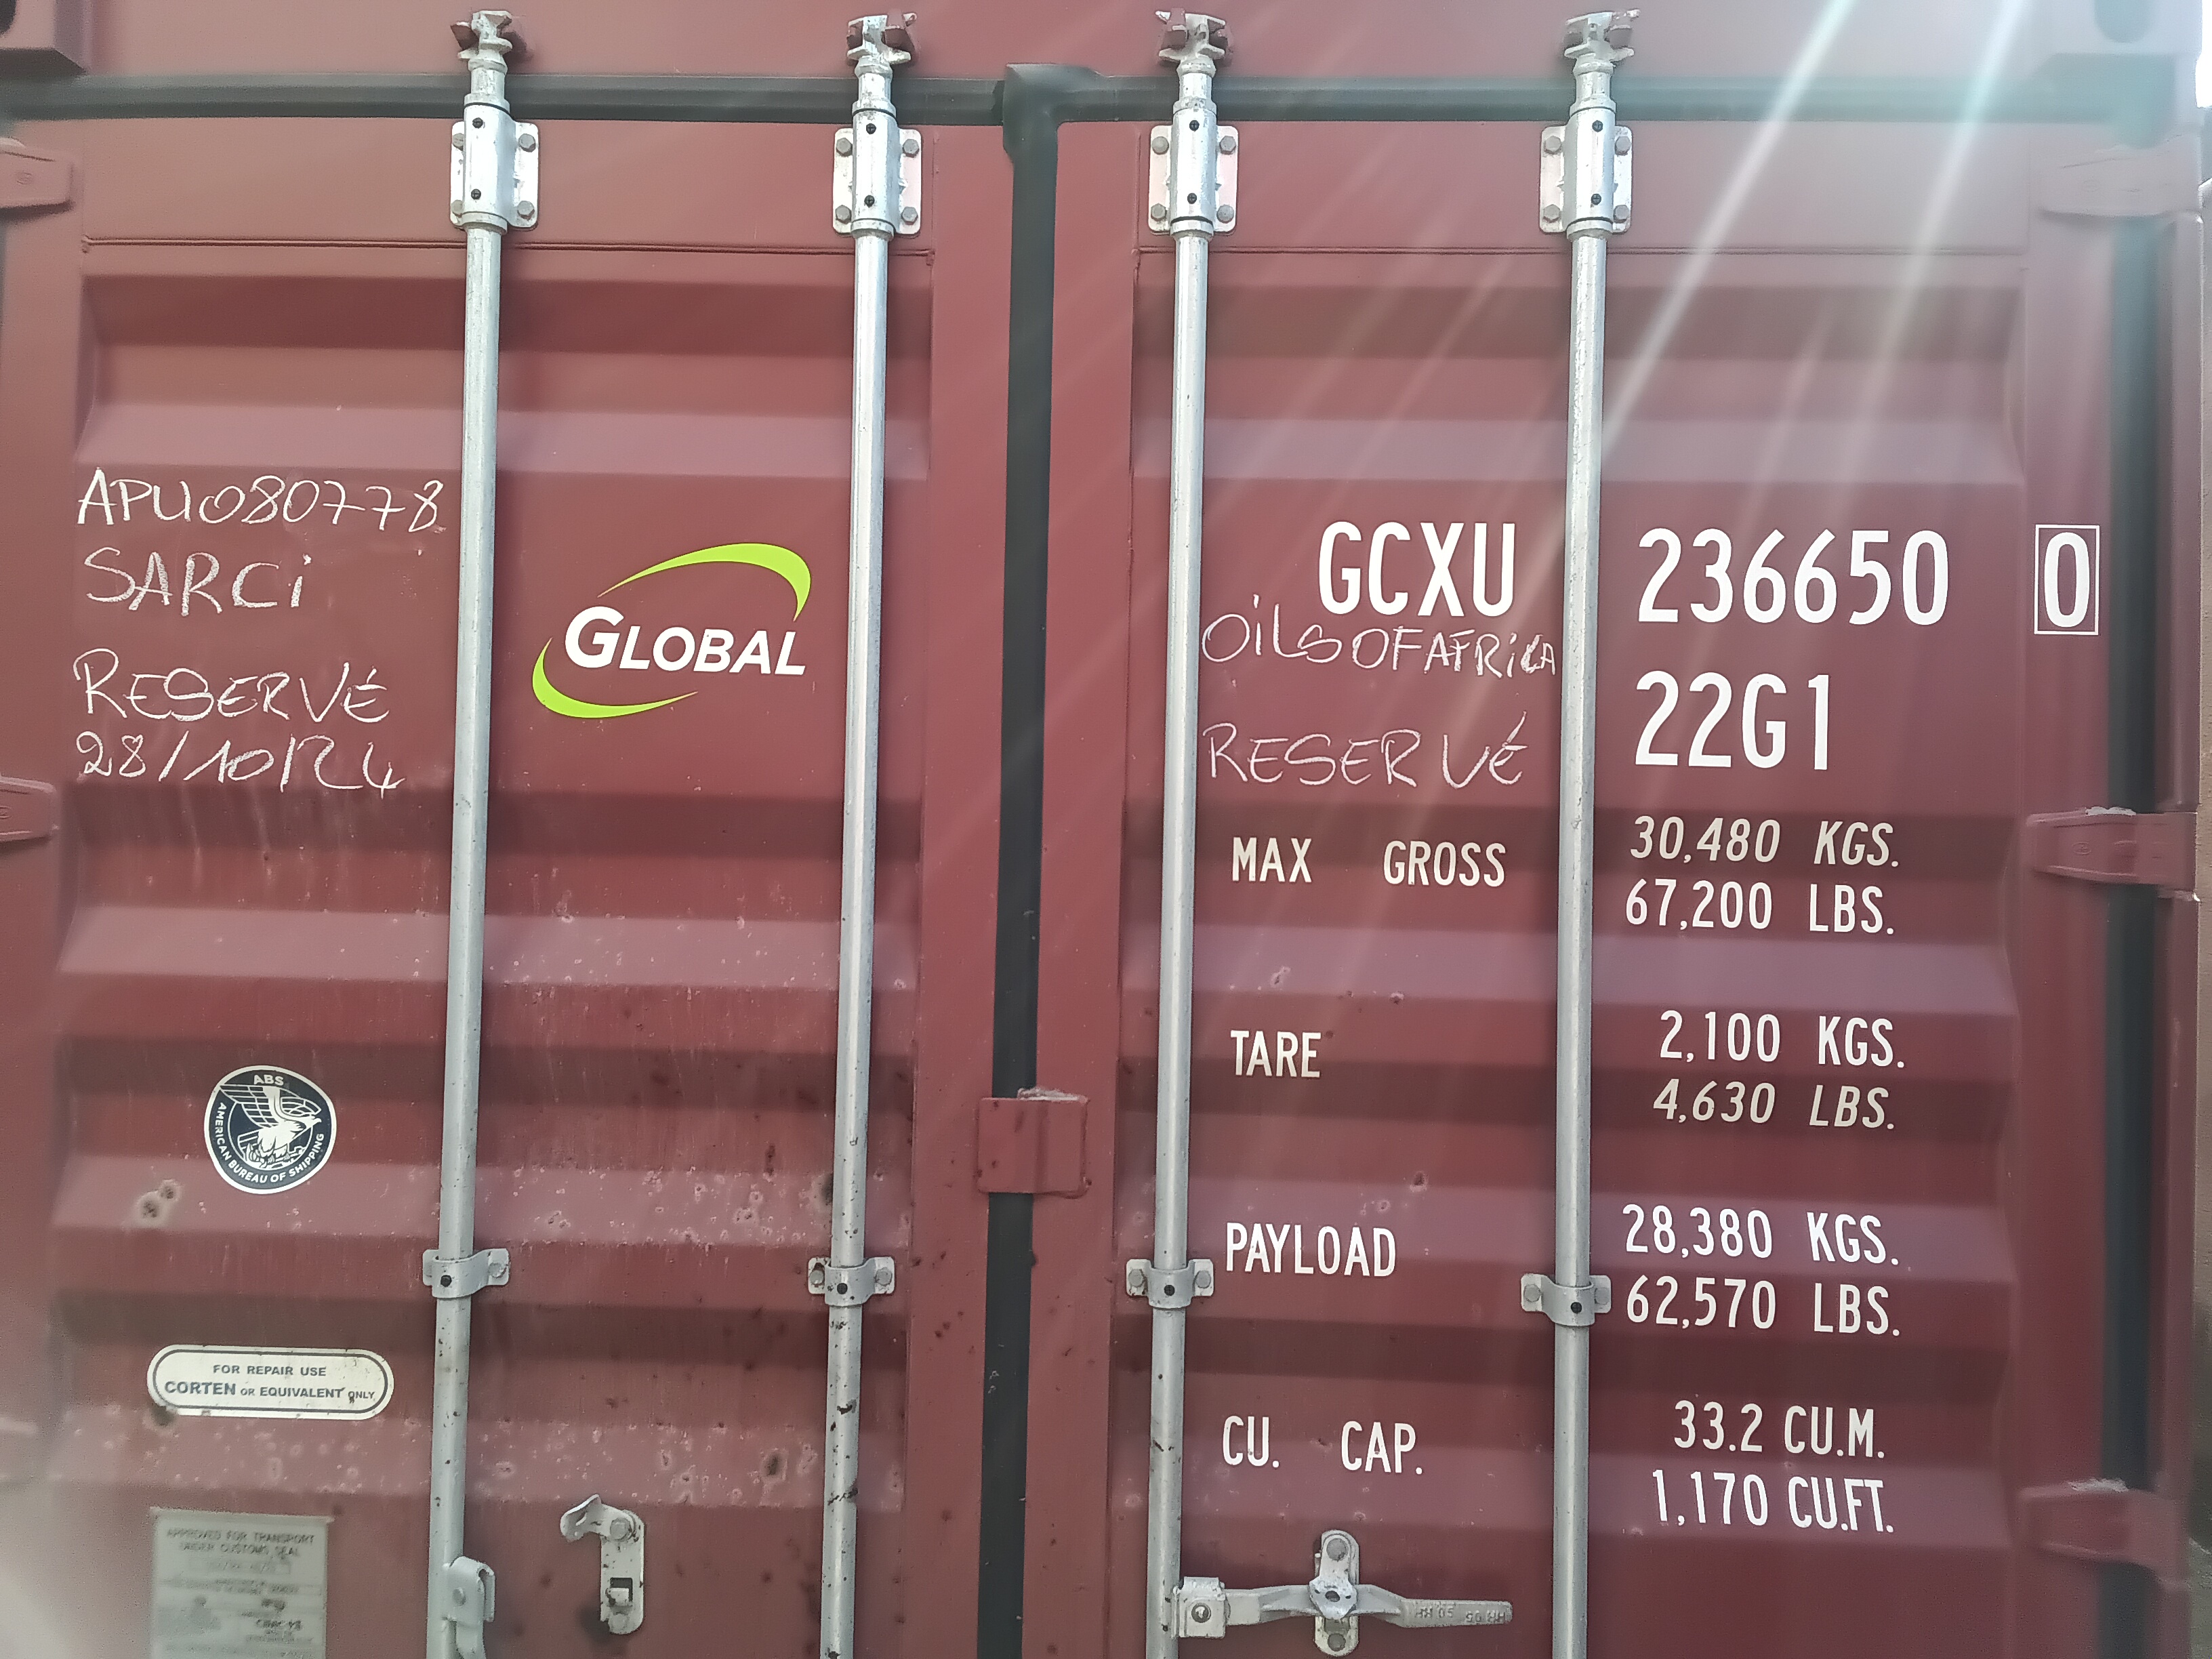 APU080778
SARCi
RESERVÉ
28/10/24
GLOBAL
ABS
AMERICAN BUREAU OF SHIPPING
FOR REPAIR USE
CORTEN OR EQUIVALENT ONLY
APPROVED FOR TRANSPORT
UNDER CUSTOMS SEAL
GCXU 236650 0
OiLS OF AFRiCA
22G1
RESERVÉ
MAX GROSS 30,480 KGS.
67,200 LBS.
TARE 2,100 KGS.
4,630 LBS.
PAYLOAD 28,380 KGS.
62,570 LBS.
CU. CAP. 33.2 CU.M.
1,170 CU.FT.